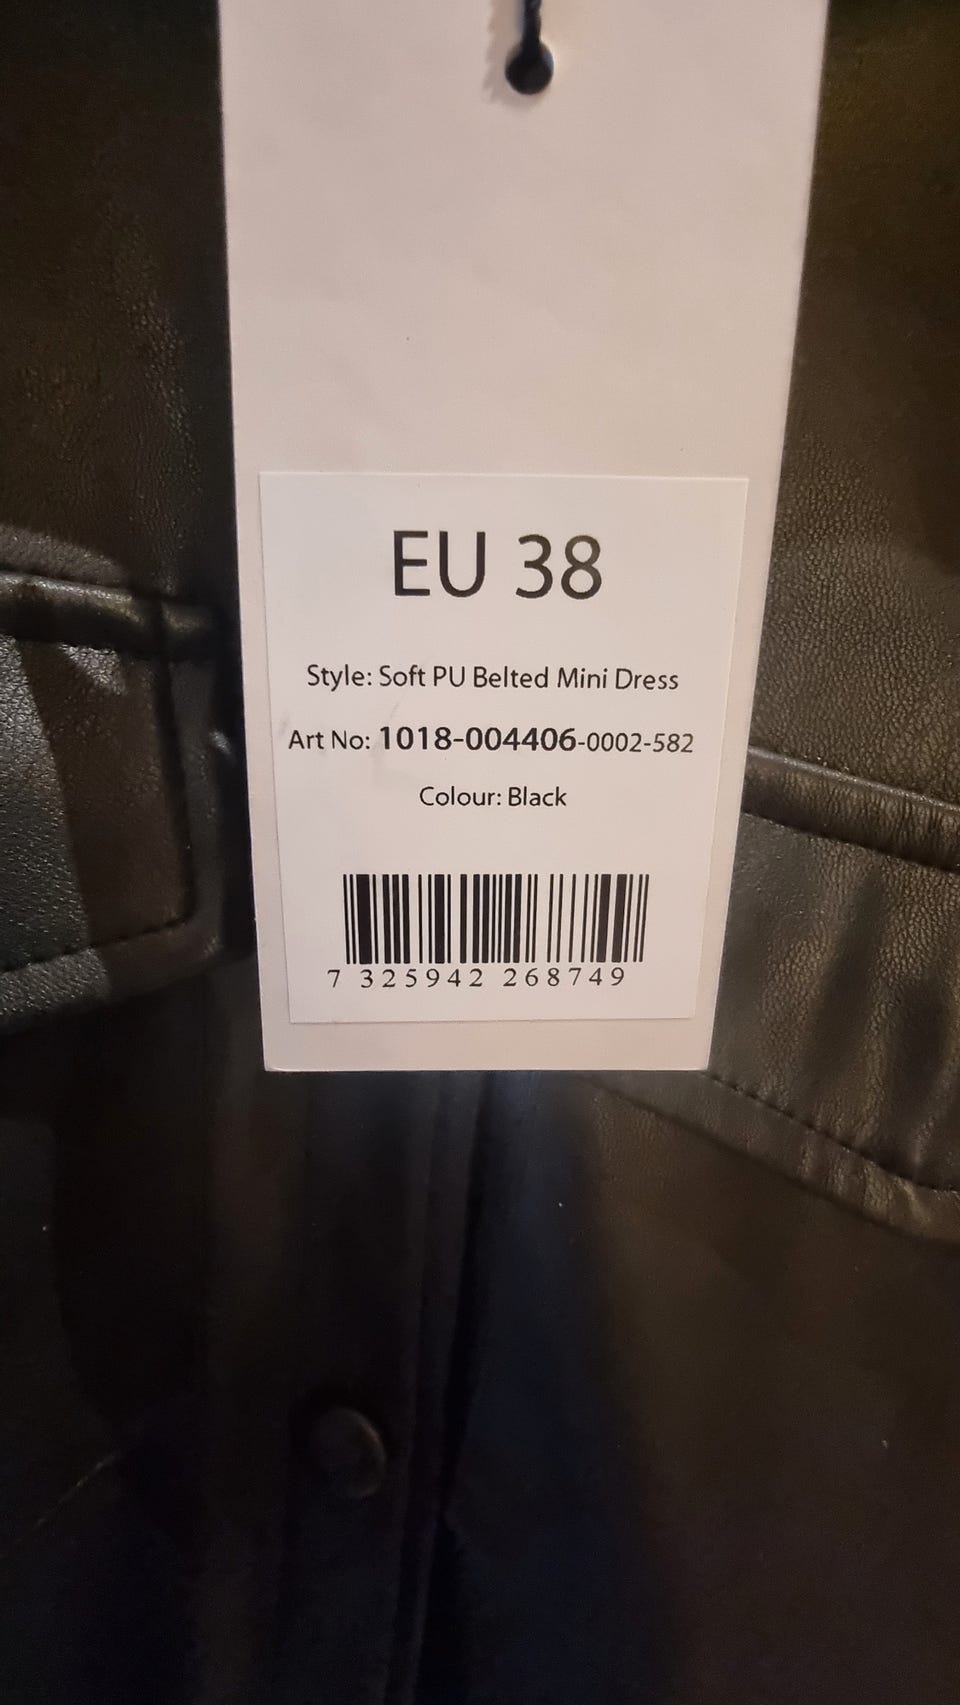 EU 38
Style: Soft PU Belted Mini Dress
Art No: 1018-004406-0002-582
Colour: Black
7 325942 268749